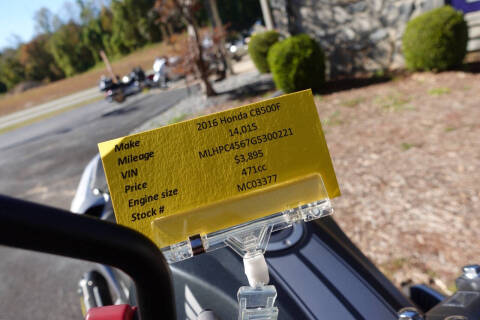 Make 2016 Honda CB500F
Mileage 14,015
VIN MLHPC4567G5300221
Price $3,895
Engine size 471cc
Stock # MC03377